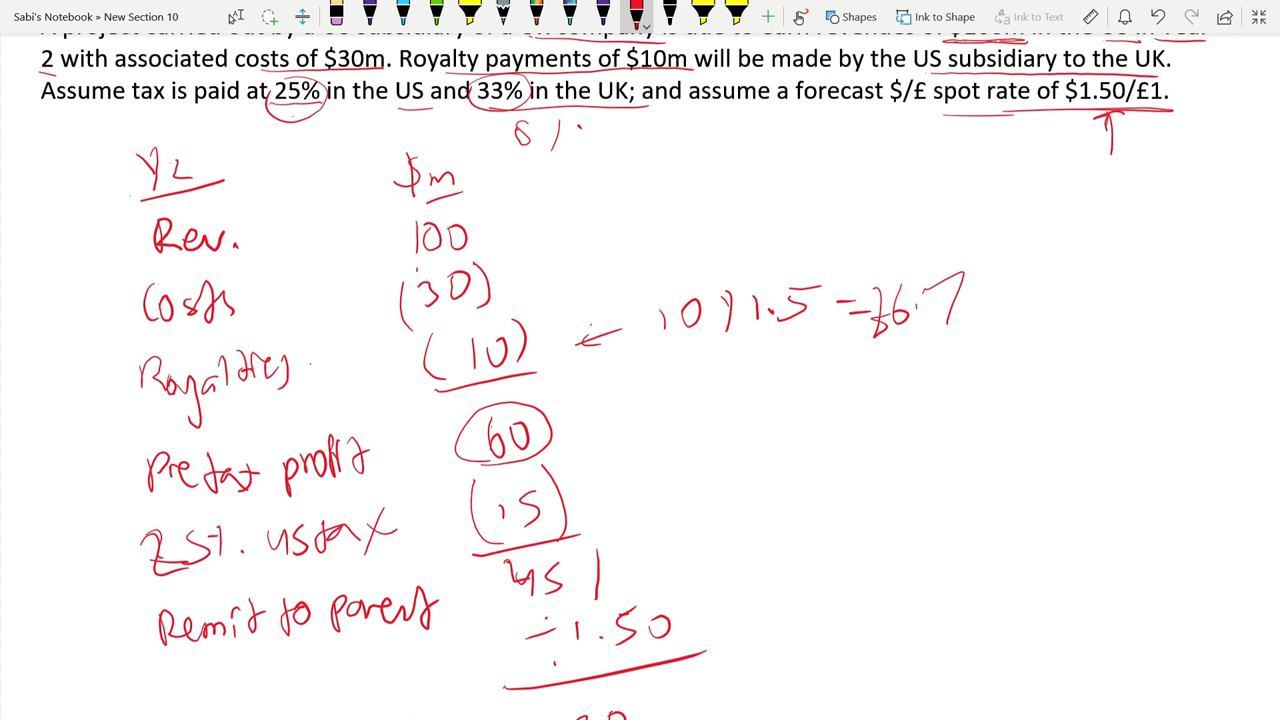 Sabi's Notebook » New Section 10
Shapes
Ink to Shape
Ink to Text
2 with associated costs of $30m. Royalty payments of $10m will be made by the US subsidiary to the UK.
Assume tax is paid at 25% in the US and 33% in the UK; and assume a forecast $/£ spot rate of $1.50/£1.
8 /.
Y2 $m
Rev. 100
Costs (30)
Royalties (10) ← 10/1.5 = £6.7
Pre tax profit 60
25%. US tax (15)
45
Remit to parent ÷ 1.50